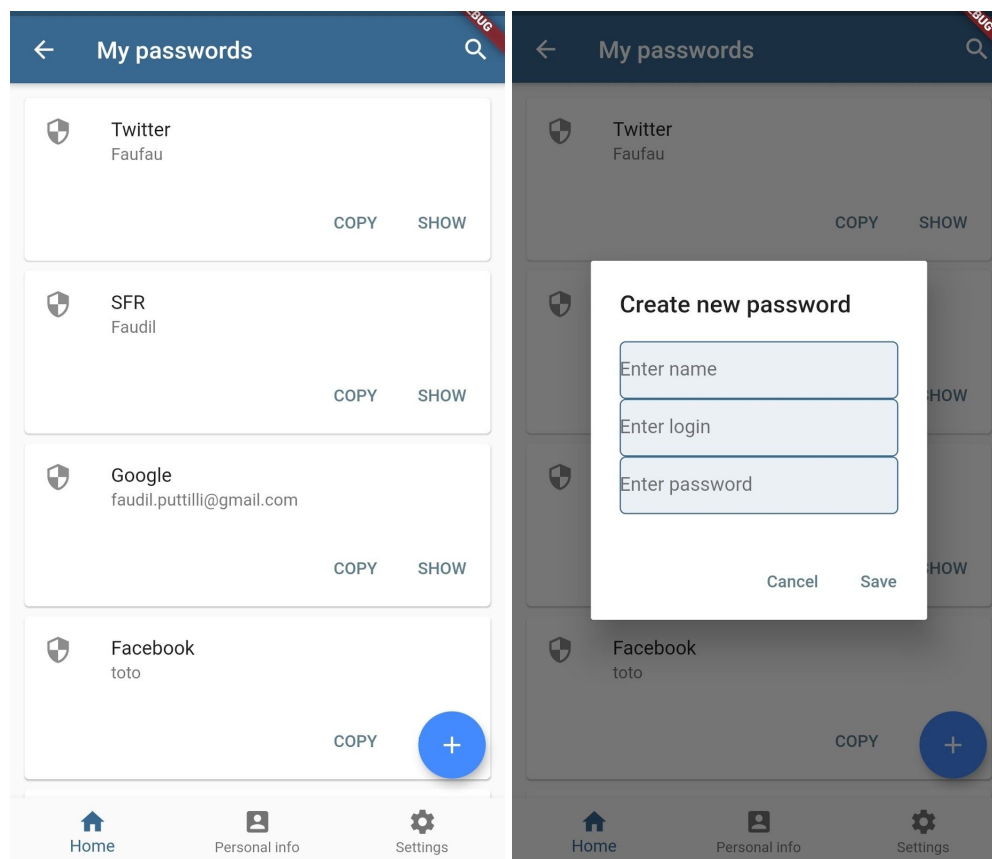 My passwords
Twitter
Faufau
COPY SHOW
SFR
Faudil
COPY SHOW
Google
faudil.puttilli@gmail.com
COPY SHOW
Facebook
toto
COPY
Home Personal info Settings
My passwords
Twitter
Faufau
COPY SHOW
Create new password
Enter name
Enter login
Enter password
Cancel Save
Facebook
toto
COPY
Home Personal info Settings